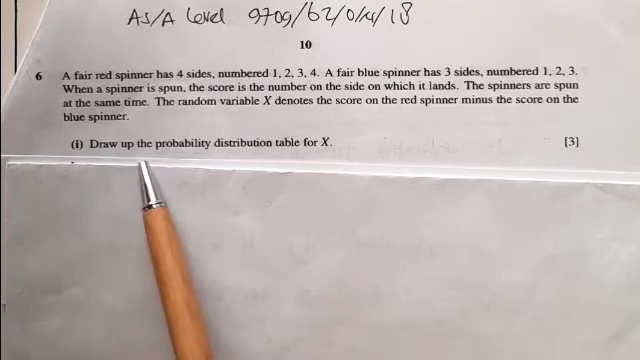 AS/A Level 9709/62/O/N/18
10
6 A fair red spinner has 4 sides, numbered 1, 2, 3, 4. A fair blue spinner has 3 sides, numbered 1, 2, 3.
When a spinner is spun, the score is the number on the side on which it lands. The spinners are spun
at the same time. The random variable X denotes the score on the red spinner minus the score on the
blue spinner.
(i) Draw up the probability distribution table for X. [3]